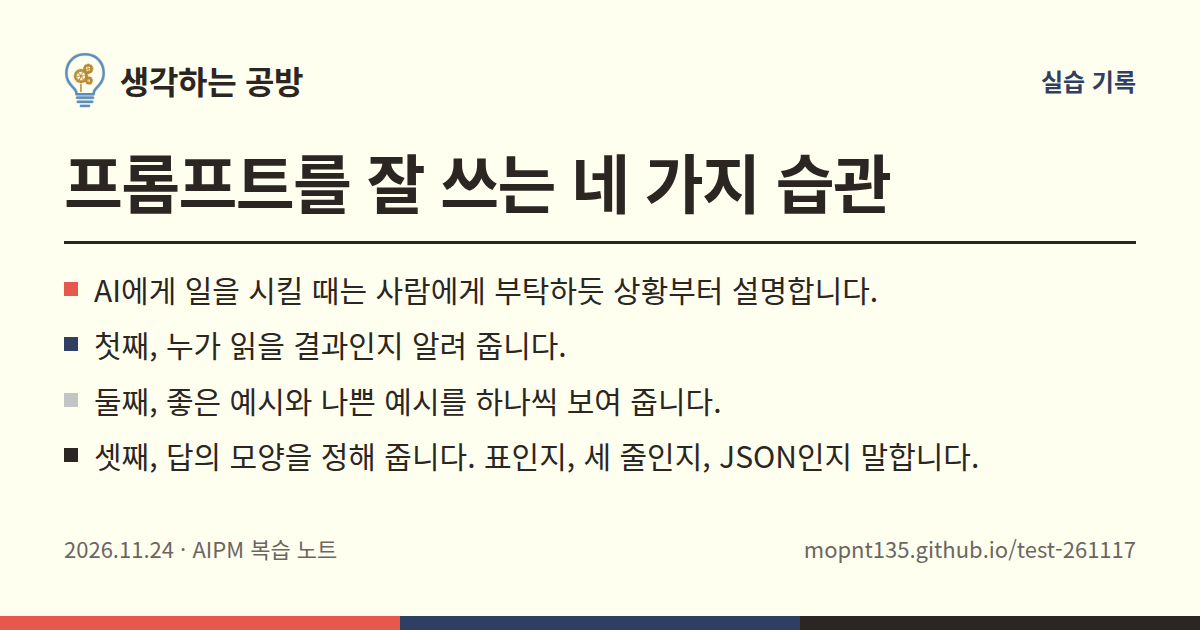 생각하는 공방
실습 기록
프롬프트를 잘 쓰는 네 가지 습관
AI에게 일을 시킬 때는 사람에게 부탁하듯 상황부터 설명합니다.
첫째, 누가 읽을 결과인지 알려 줍니다.
둘째, 좋은 예시와 나쁜 예시를 하나씩 보여 줍니다.
셋째, 답의 모양을 정해 줍니다. 표인지, 세 줄인지, JSON인지 말합니다.
2026.11.24 · AIPM 복습 노트
mopnt135.github.io/test-261117